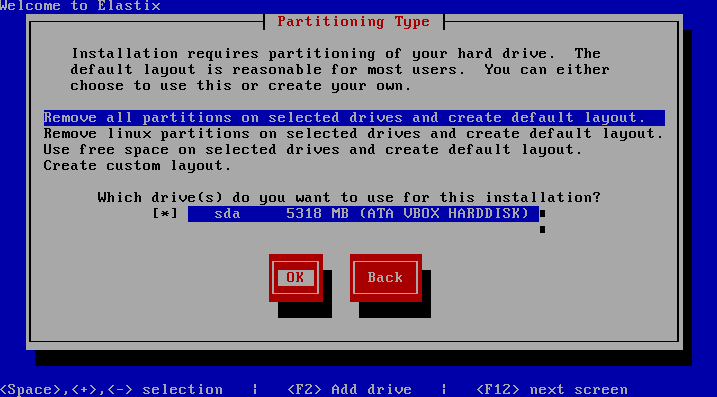 Welcome to Elastix
Partitioning Type
Installation requires partitioning of your hard drive.  The
default layout is reasonable for most users.  You can either
choose to use this or create your own.
Remove all partitions on selected drives and create default layout.
Remove linux partitions on selected drives and create default layout.
Use free space on selected drives and create default layout.
Create custom layout.
Which drive(s) do you want to use for this installation?
[*]    sda     5318 MB (ATA VBOX HARDDISK)
OK    Back
<Space>,<+>,<-> selection   |   <F2> Add drive   |   <F12> next screen